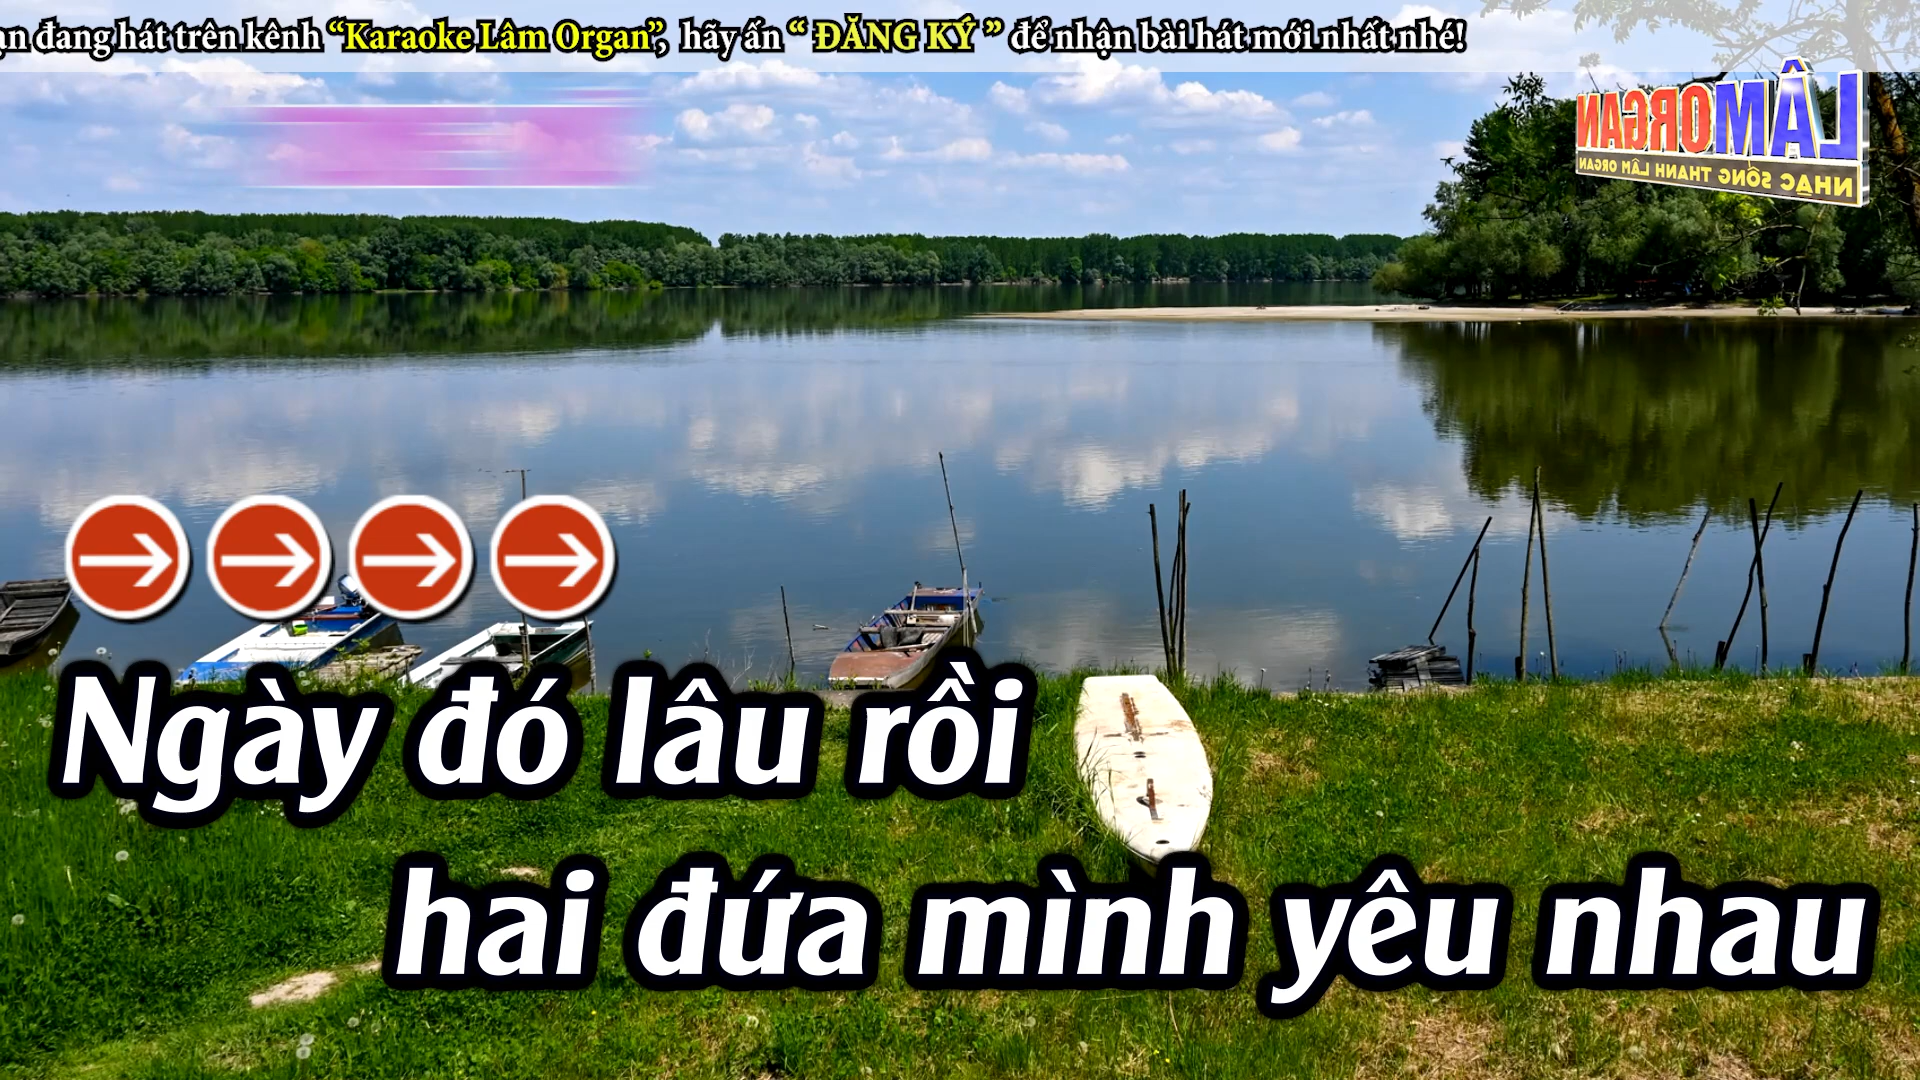 ạn đang hát trên kênh “Karaoke Lâm Organ”, hãy ấn “ ĐĂNG KÝ ” để nhận bài hát mới nhất nhé!
LÂM ORGAN
NHẠC SỐNG THANH LÂM ORGAN
Ngày đó lâu rồi
hai đứa mình yêu nhau